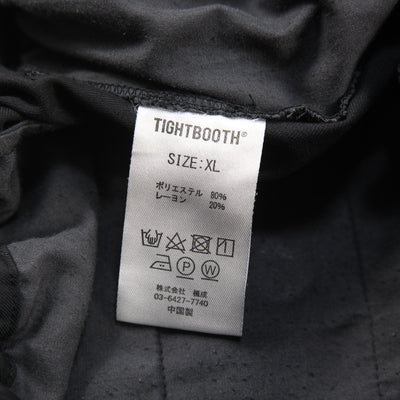 TIGHTBOOTH®
SIZE:XL
ポリエステル 80%
レーヨン 20%
株式会社 構成
03-6427-7740
中国製